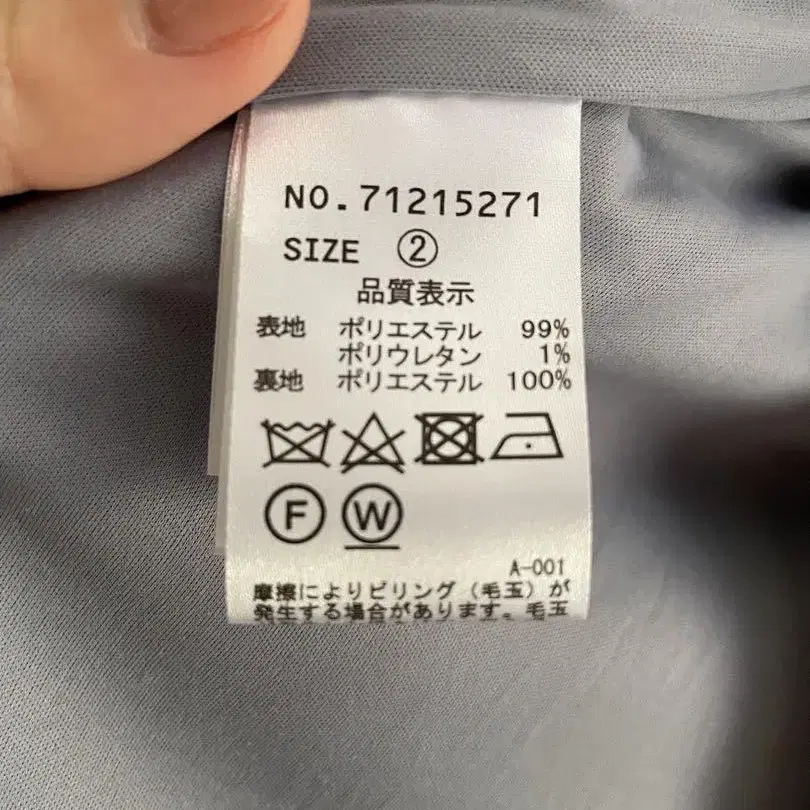 NO.71215271
SIZE ②
品質表示
表地 ポリエステル 99%
ポリウレタン 1%
裏地 ポリエステル 100%
F W
A-001
摩擦によりピリング(毛玉)が
発生する場合があります。毛玉